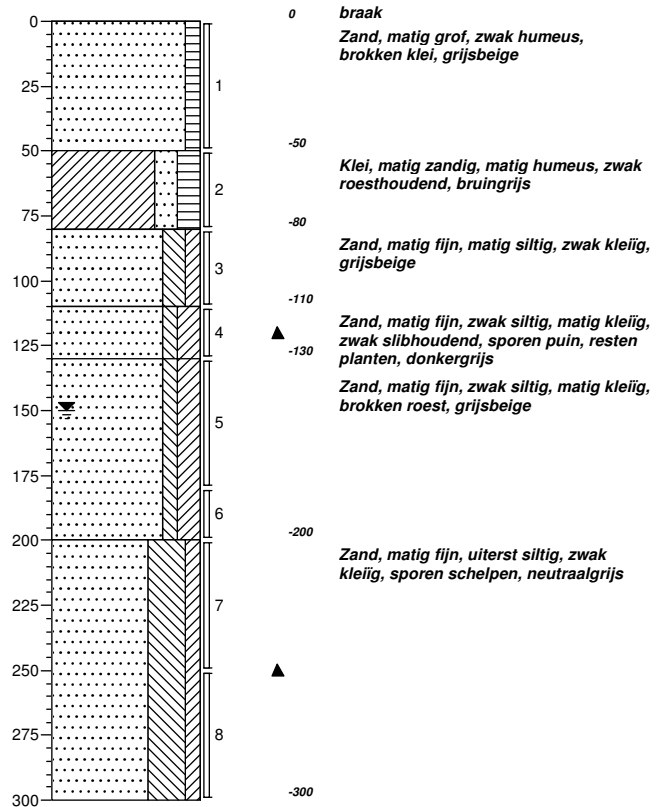 0 braak
0
Zand, matig grof, zwak humeus,
brokken klei, grijsbeige
25
1
-50
50
Klei, matig zandig, matig humeus, zwak
roesthoudend, bruingrijs
2
75
-80
Zand, matig fijn, matig siltig, zwak kleiïg,
grijsbeige
3
100
-110
Zand, matig fijn, zwak siltig, matig kleiïg,
zwak slibhoudend, sporen puin, resten
planten, donkergrijs
4
125
-130
Zand, matig fijn, zwak siltig, matig kleiïg,
brokken roest, grijsbeige
150
5
175
6
-200
200
Zand, matig fijn, uiterst siltig, zwak
kleiïg, sporen schelpen, neutraalgrijs
7
225
250
8
275
-300
300